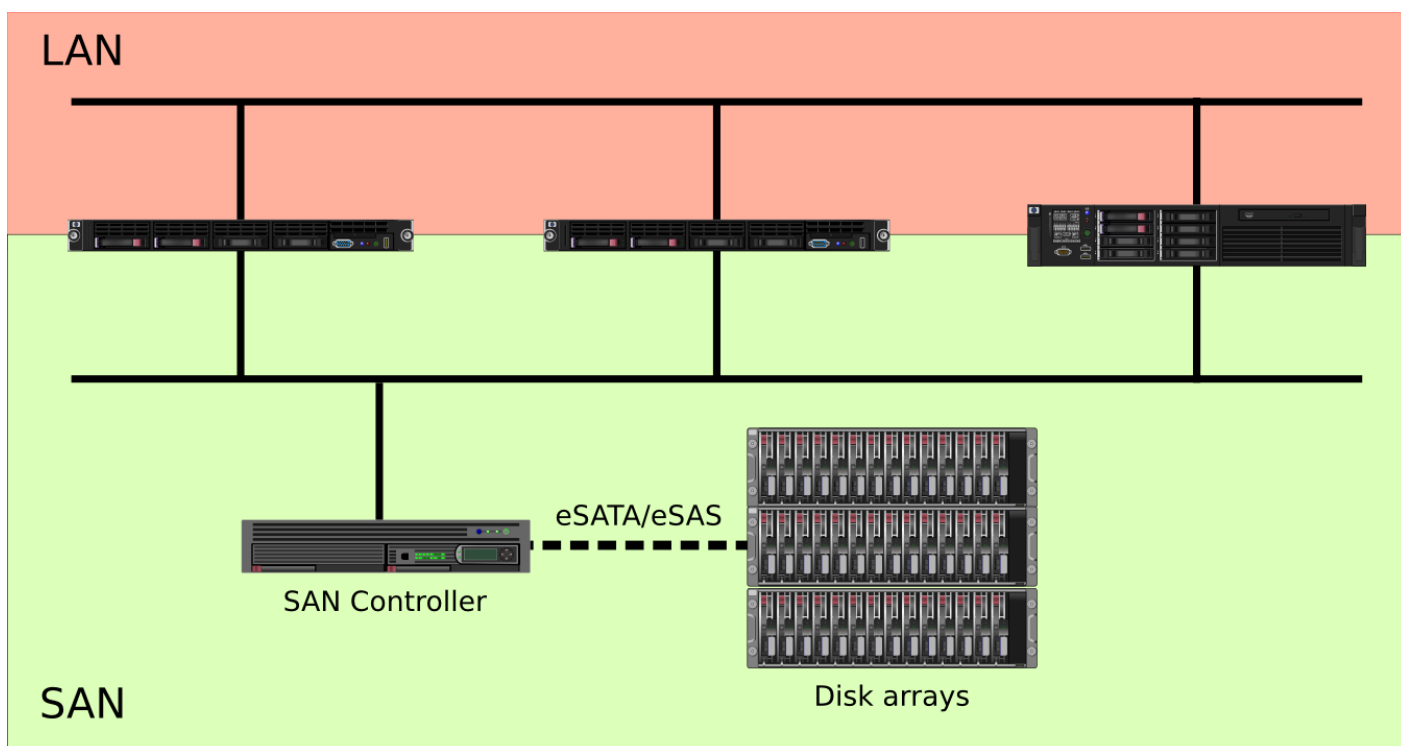 LAN
eSATA/eSAS
SAN Controller
Disk arrays
SAN